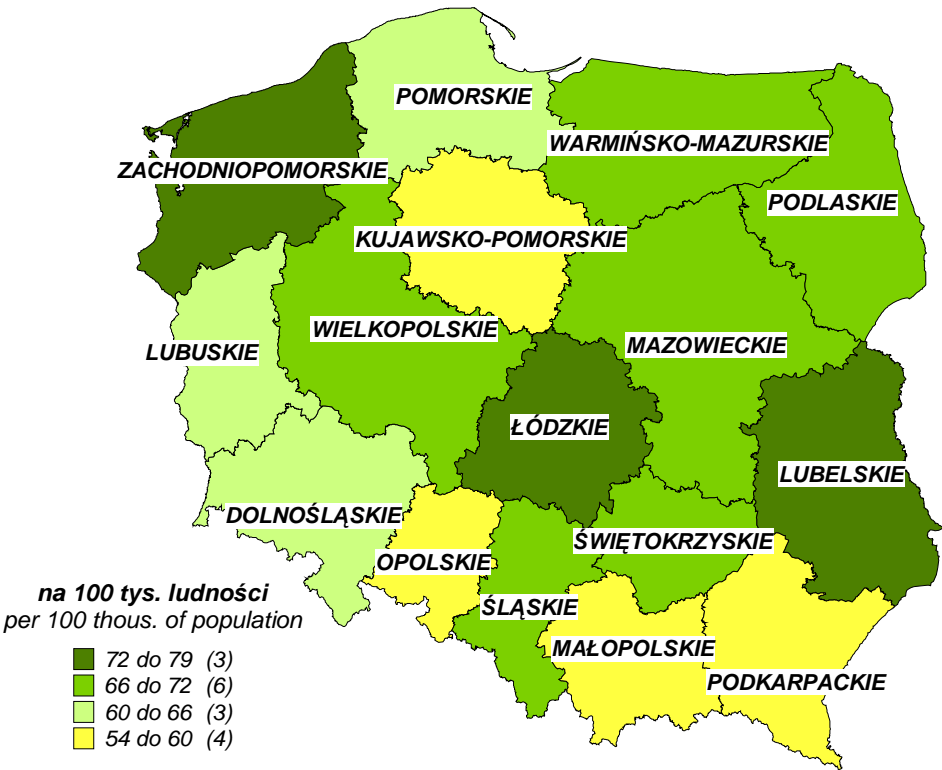 POMORSKIE
WARMIŃSKO-MAZURSKIE
ZACHODNIOPOMORSKIE
PODLASKIE
KUJAWSKO-POMORSKIE
WIELKOPOLSKIE
MAZOWIECKIE
LUBUSKIE
ŁÓDZKIE
LUBELSKIE
DOLNOŚLĄSKIE
ŚWIĘTOKRZYSKIE
OPOLSKIE
ŚLĄSKIE
MAŁOPOLSKIE
PODKARPACKIE
na 100 tys. ludności
per 100 thous. of population
72 do 79 (3)
66 do 72 (6)
60 do 66 (3)
54 do 60 (4)